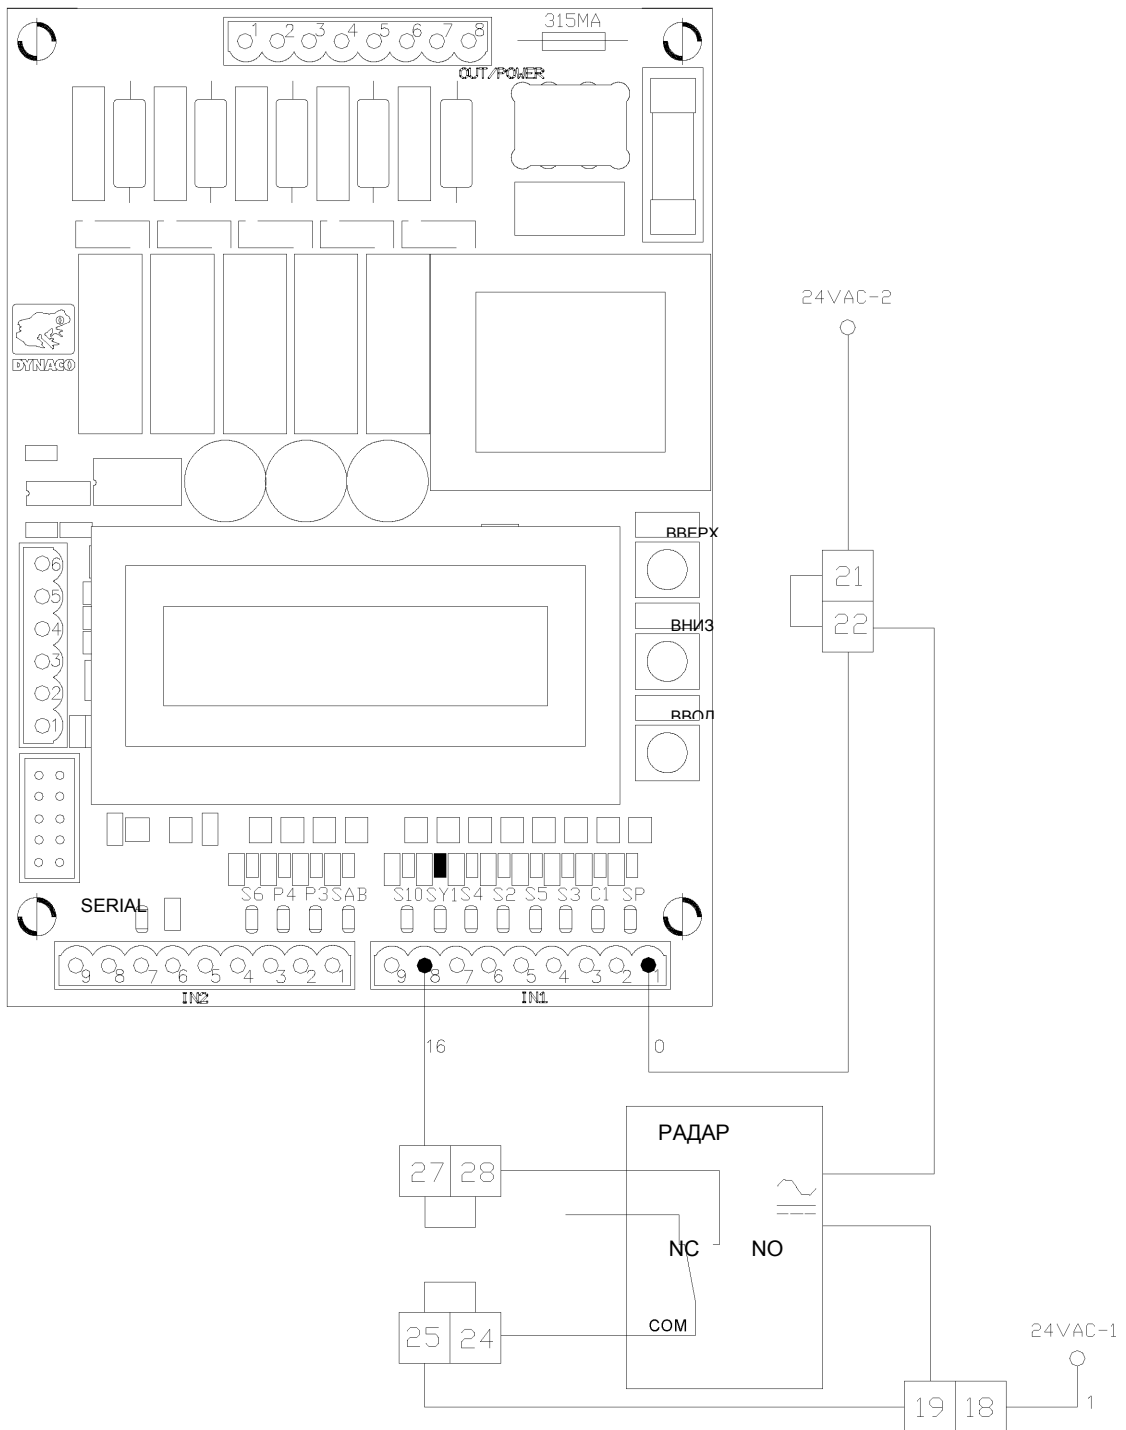 1 2 3 4 5 6 7 8
315MA
OUT/POWER
24VAC-2
DYNACO
ВВЕРХ
6
5
4
3
2
1
21
22
ВНИЗ
ВВОД
S6 P4 P3 SAB
S10 SY1 S4 S2 S5 S3 C1 SP
SERIAL
9 8 7 6 5 4 3 2 1
9 8 7 6 5 4 3 2 1
IN2
IN1
16
0
РАДАР
27 28
NC NO
COM
25 24
24VAC-1
19 18
1